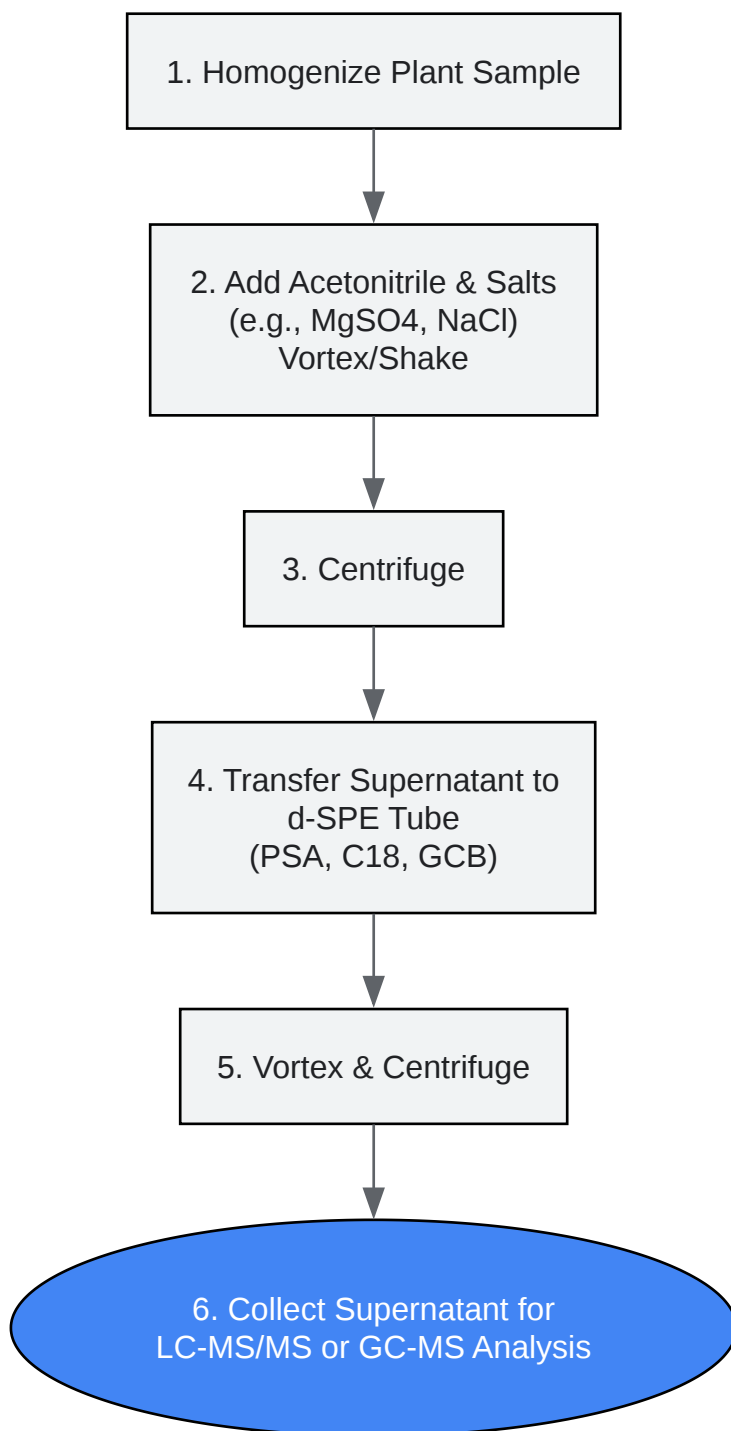 1. Homogenize Plant Sample
2. Add Acetonitrile & Salts
(e.g., MgSO4, NaCl)
Vortex/Shake
3. Centrifuge
4. Transfer Supernatant to
d-SPE Tube
(PSA, C18, GCB)
5. Vortex & Centrifuge
6. Collect Supernatant for
LC-MS/MS or GC-MS Analysis